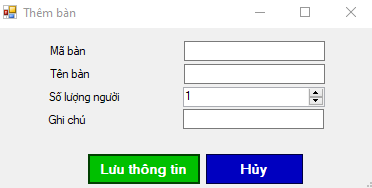 Thêm bàn
Mã bàn
Tên bàn
Số lượng người 1
Ghi chú
Lưu thông tin Hủy